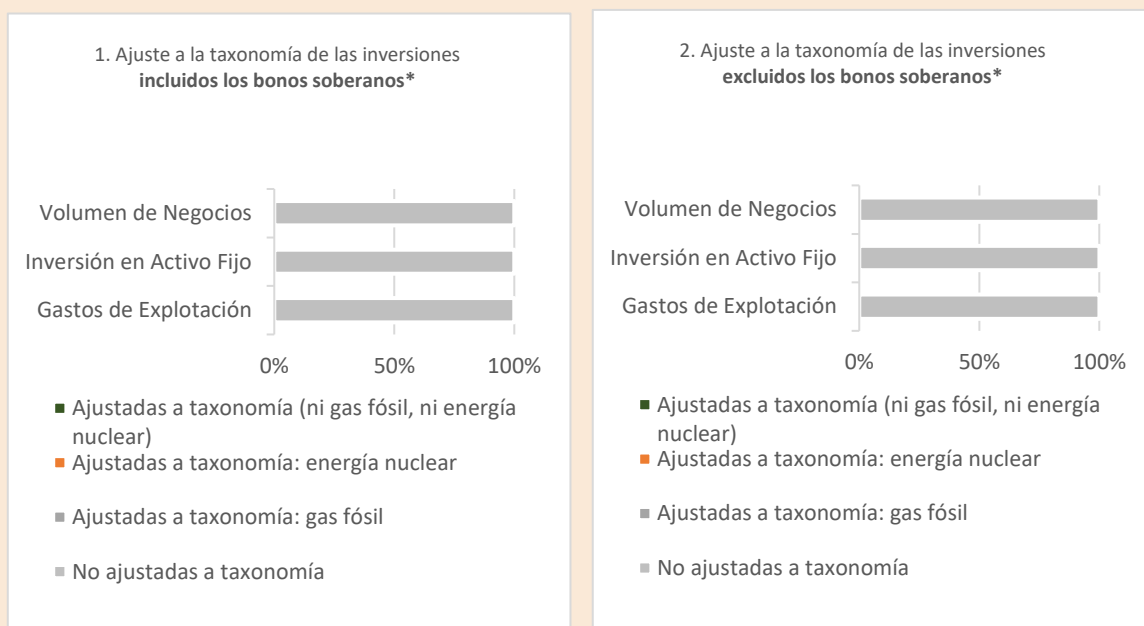 1. Ajuste a la taxonomía de las inversiones
incluidos los bonos soberanos*
Volumen de Negocios
Inversión en Activo Fijo
Gastos de Explotación
0% 50% 100%
Ajustadas a taxonomía (ni gas fósil, ni energía
nuclear)
Ajustadas a taxonomía: energía nuclear
Ajustadas a taxonomía: gas fósil
No ajustadas a taxonomía
2. Ajuste a la taxonomía de las inversiones
excluidos los bonos soberanos*
Volumen de Negocios
Inversión en Activo Fijo
Gastos de Explotación
0% 50% 100%
Ajustadas a taxonomía (ni gas fósil, ni energía
nuclear)
Ajustadas a taxonomía: energía nuclear
Ajustadas a taxonomía: gas fósil
No ajustadas a taxonomía